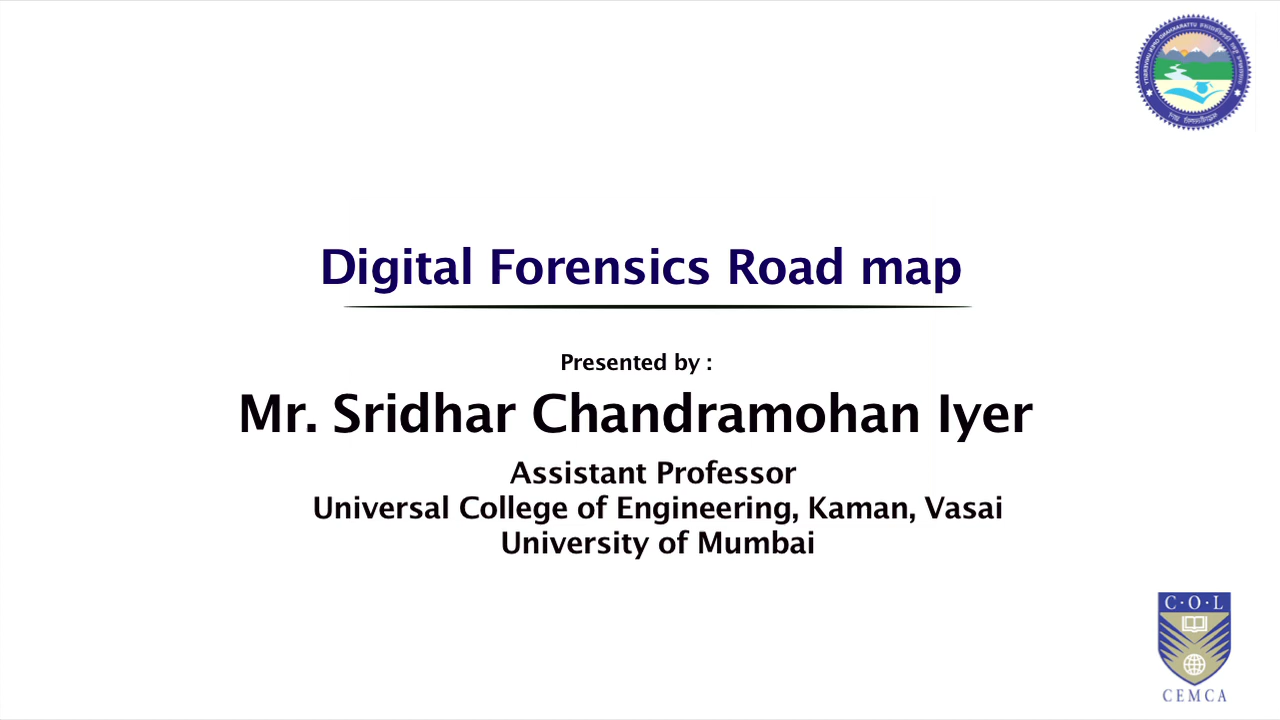 Digital Forensics Road map
Presented by :
Mr. Sridhar Chandramohan Iyer
Assistant Professor
Universal College of Engineering, Kaman, Vasai
University of Mumbai
C·O·L
CEMCA